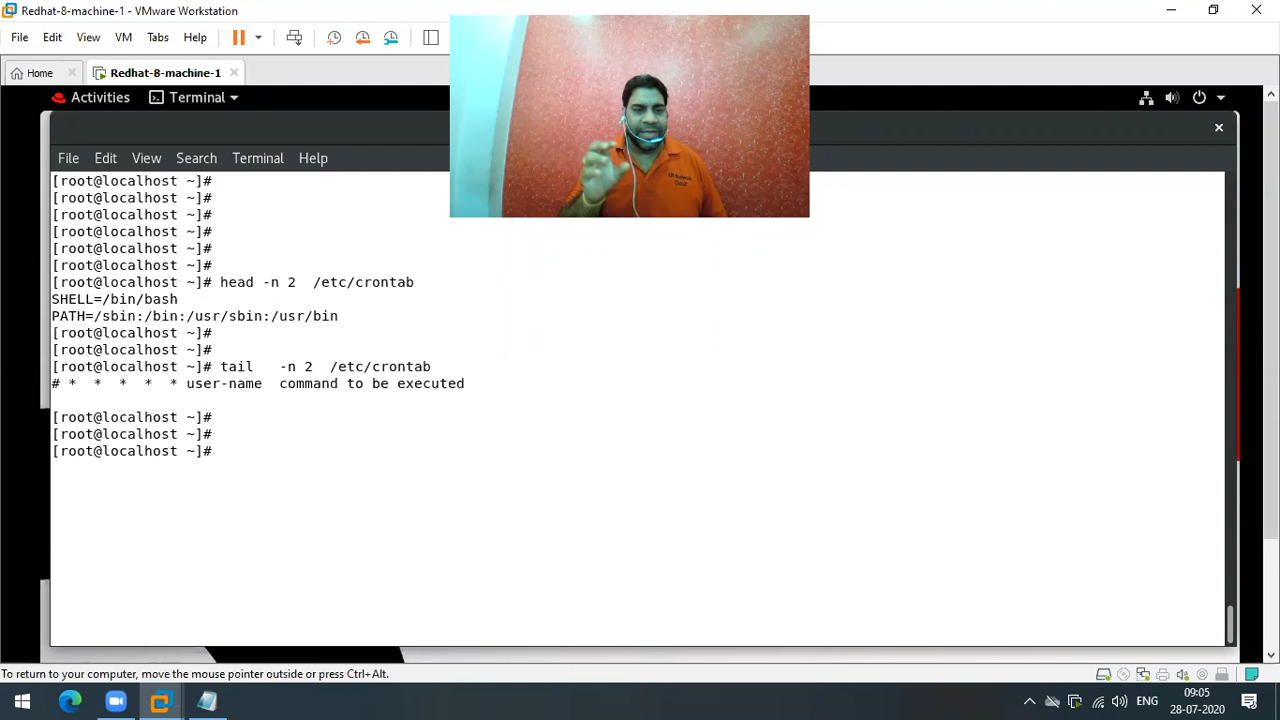 Redhat-8-machine-1 - VMware Workstation
File Edit View VM Tabs Help
Home Redhat-8-machine-1
Activities Terminal
File Edit View Search Terminal Help
[root@localhost ~]#
[root@localhost ~]#
[root@localhost ~]#
[root@localhost ~]#
[root@localhost ~]#
[root@localhost ~]#
[root@localhost ~]# head -n 2  /etc/crontab
SHELL=/bin/bash
PATH=/sbin:/bin:/usr/sbin:/usr/bin
[root@localhost ~]#
[root@localhost ~]#
[root@localhost ~]# tail   -n 2  /etc/crontab
# *  *  *  *  * user-name  command to be executed
[root@localhost ~]#
[root@localhost ~]#
[root@localhost ~]#
To return to your computer, move the mouse pointer outside or press Ctrl+Alt.
ENG
09:05
28-07-2020